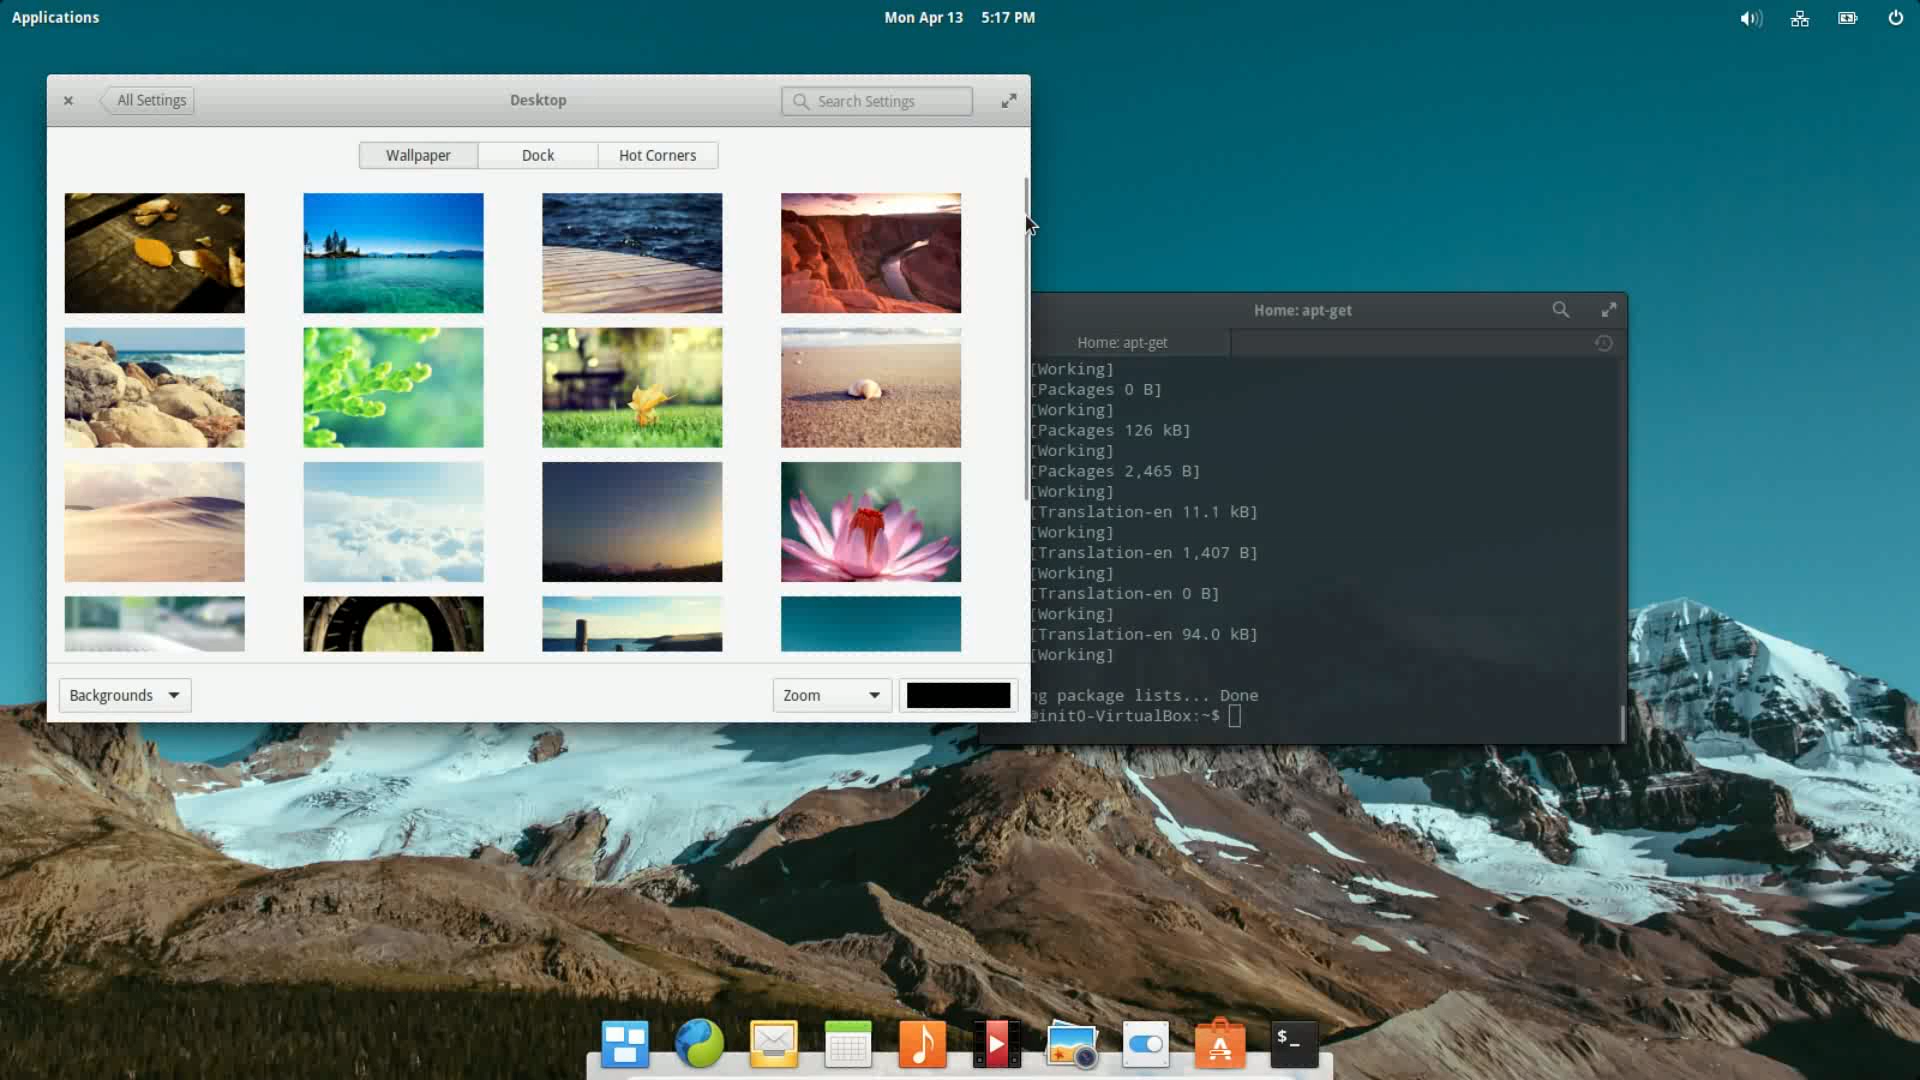 Applications
Mon Apr 13 5:17 PM
All Settings
Desktop
Search Settings
Wallpaper
Dock
Hot Corners
Backgrounds
Zoom
Home: apt-get
Home: apt-get
[Working]
[Packages 0 B]
[Working]
[Packages 126 kB]
[Working]
[Packages 2,465 B]
[Working]
[Translation-en 11.1 kB]
[Working]
[Translation-en 1,407 B]
[Working]
[Translation-en 0 B]
[Working]
[Translation-en 94.0 kB]
[Working]
ng package lists... Done
@init0-VirtualBox:~$
$_